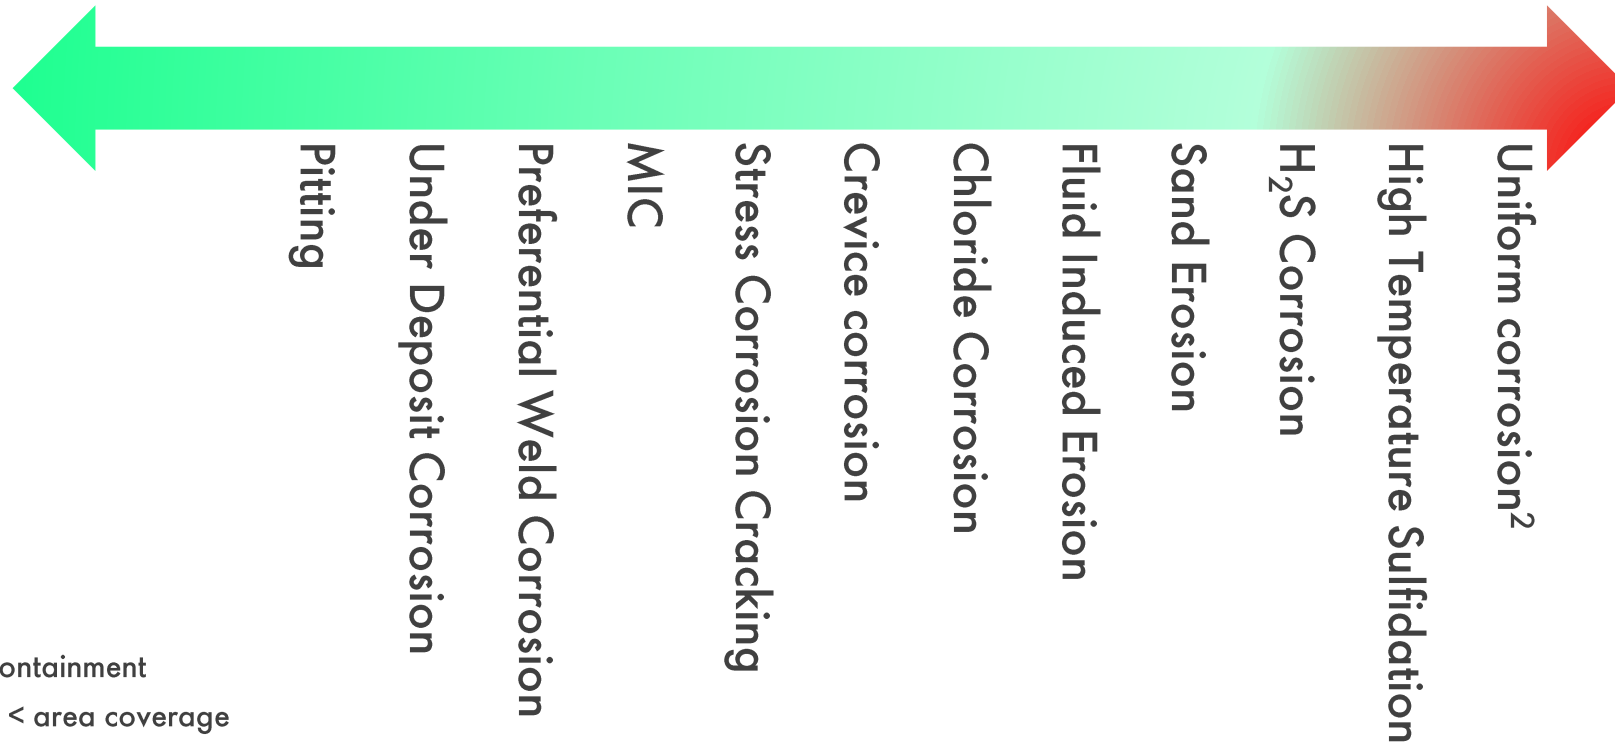 Pitting
Under Deposit Corrosion
Preferential Weld Corrosion
MIC
Stress Corrosion Cracking
Crevice corrosion
Chloride Corrosion
Fluid Induced Erosion
Sand Erosion
H₂S Corrosion
High Temperature Sulfidation
Uniform corrosion²
ontainment
< area coverage